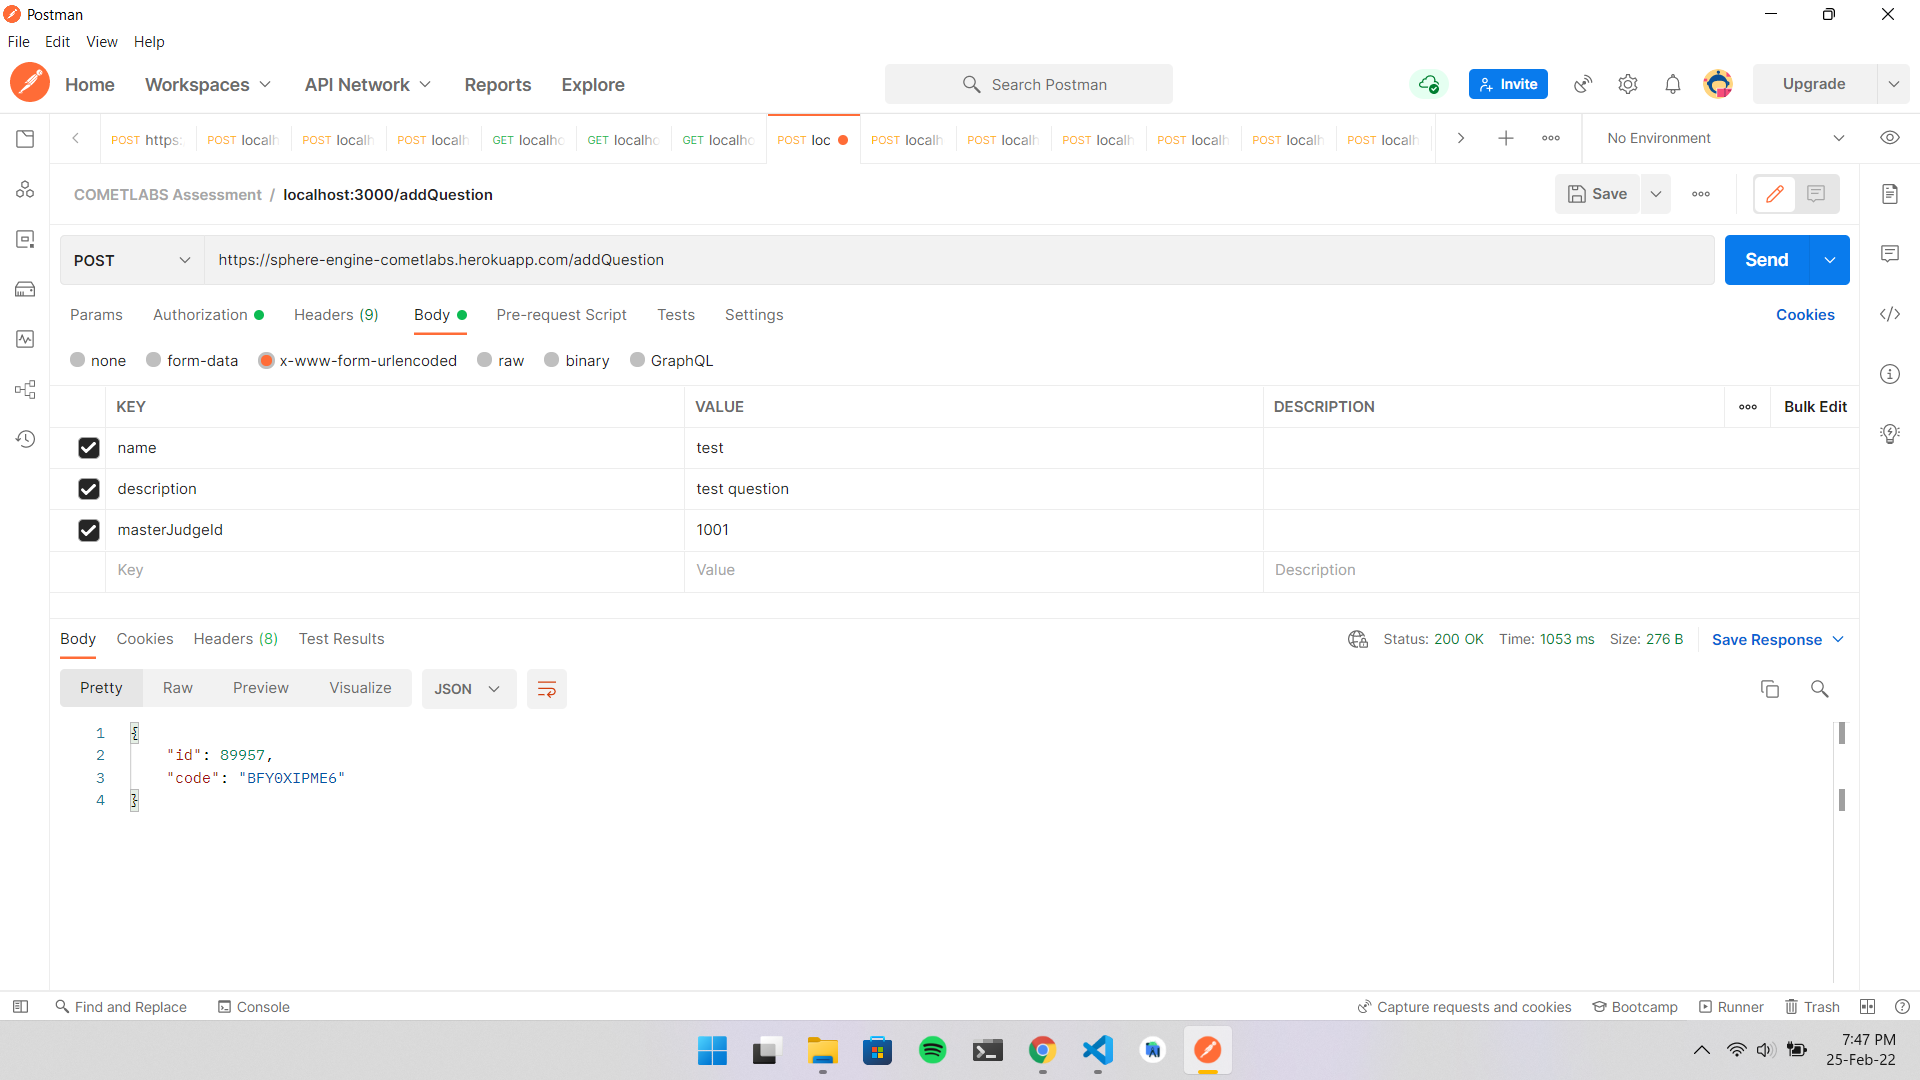 Postman
File Edit View Help
Home Workspaces API Network Reports Explore Search Postman Invite Upgrade
POST https: POST localh POST localh POST localh GET localho GET localho GET localho POST loc POST localh POST localh POST localh POST localh POST localh POST localh No Environment
COMETLABS Assessment / localhost:3000/addQuestion Save
POST https://sphere-engine-cometlabs.herokuapp.com/addQuestion Send
Params Authorization Headers (9) Body Pre-request Script Tests Settings Cookies
none form-data x-www-form-urlencoded raw binary GraphQL
KEY VALUE DESCRIPTION Bulk Edit
name test
description test question
masterJudgeId 1001
Key Value Description
Body Cookies Headers (8) Test Results Status: 200 OK Time: 1053 ms Size: 276 B Save Response
Pretty Raw Preview Visualize JSON
1 {
2 "id": 89957,
3 "code": "BFY0XIPME6"
4 }
Find and Replace Console Capture requests and cookies Bootcamp Runner Trash
7:47 PM
25-Feb-22